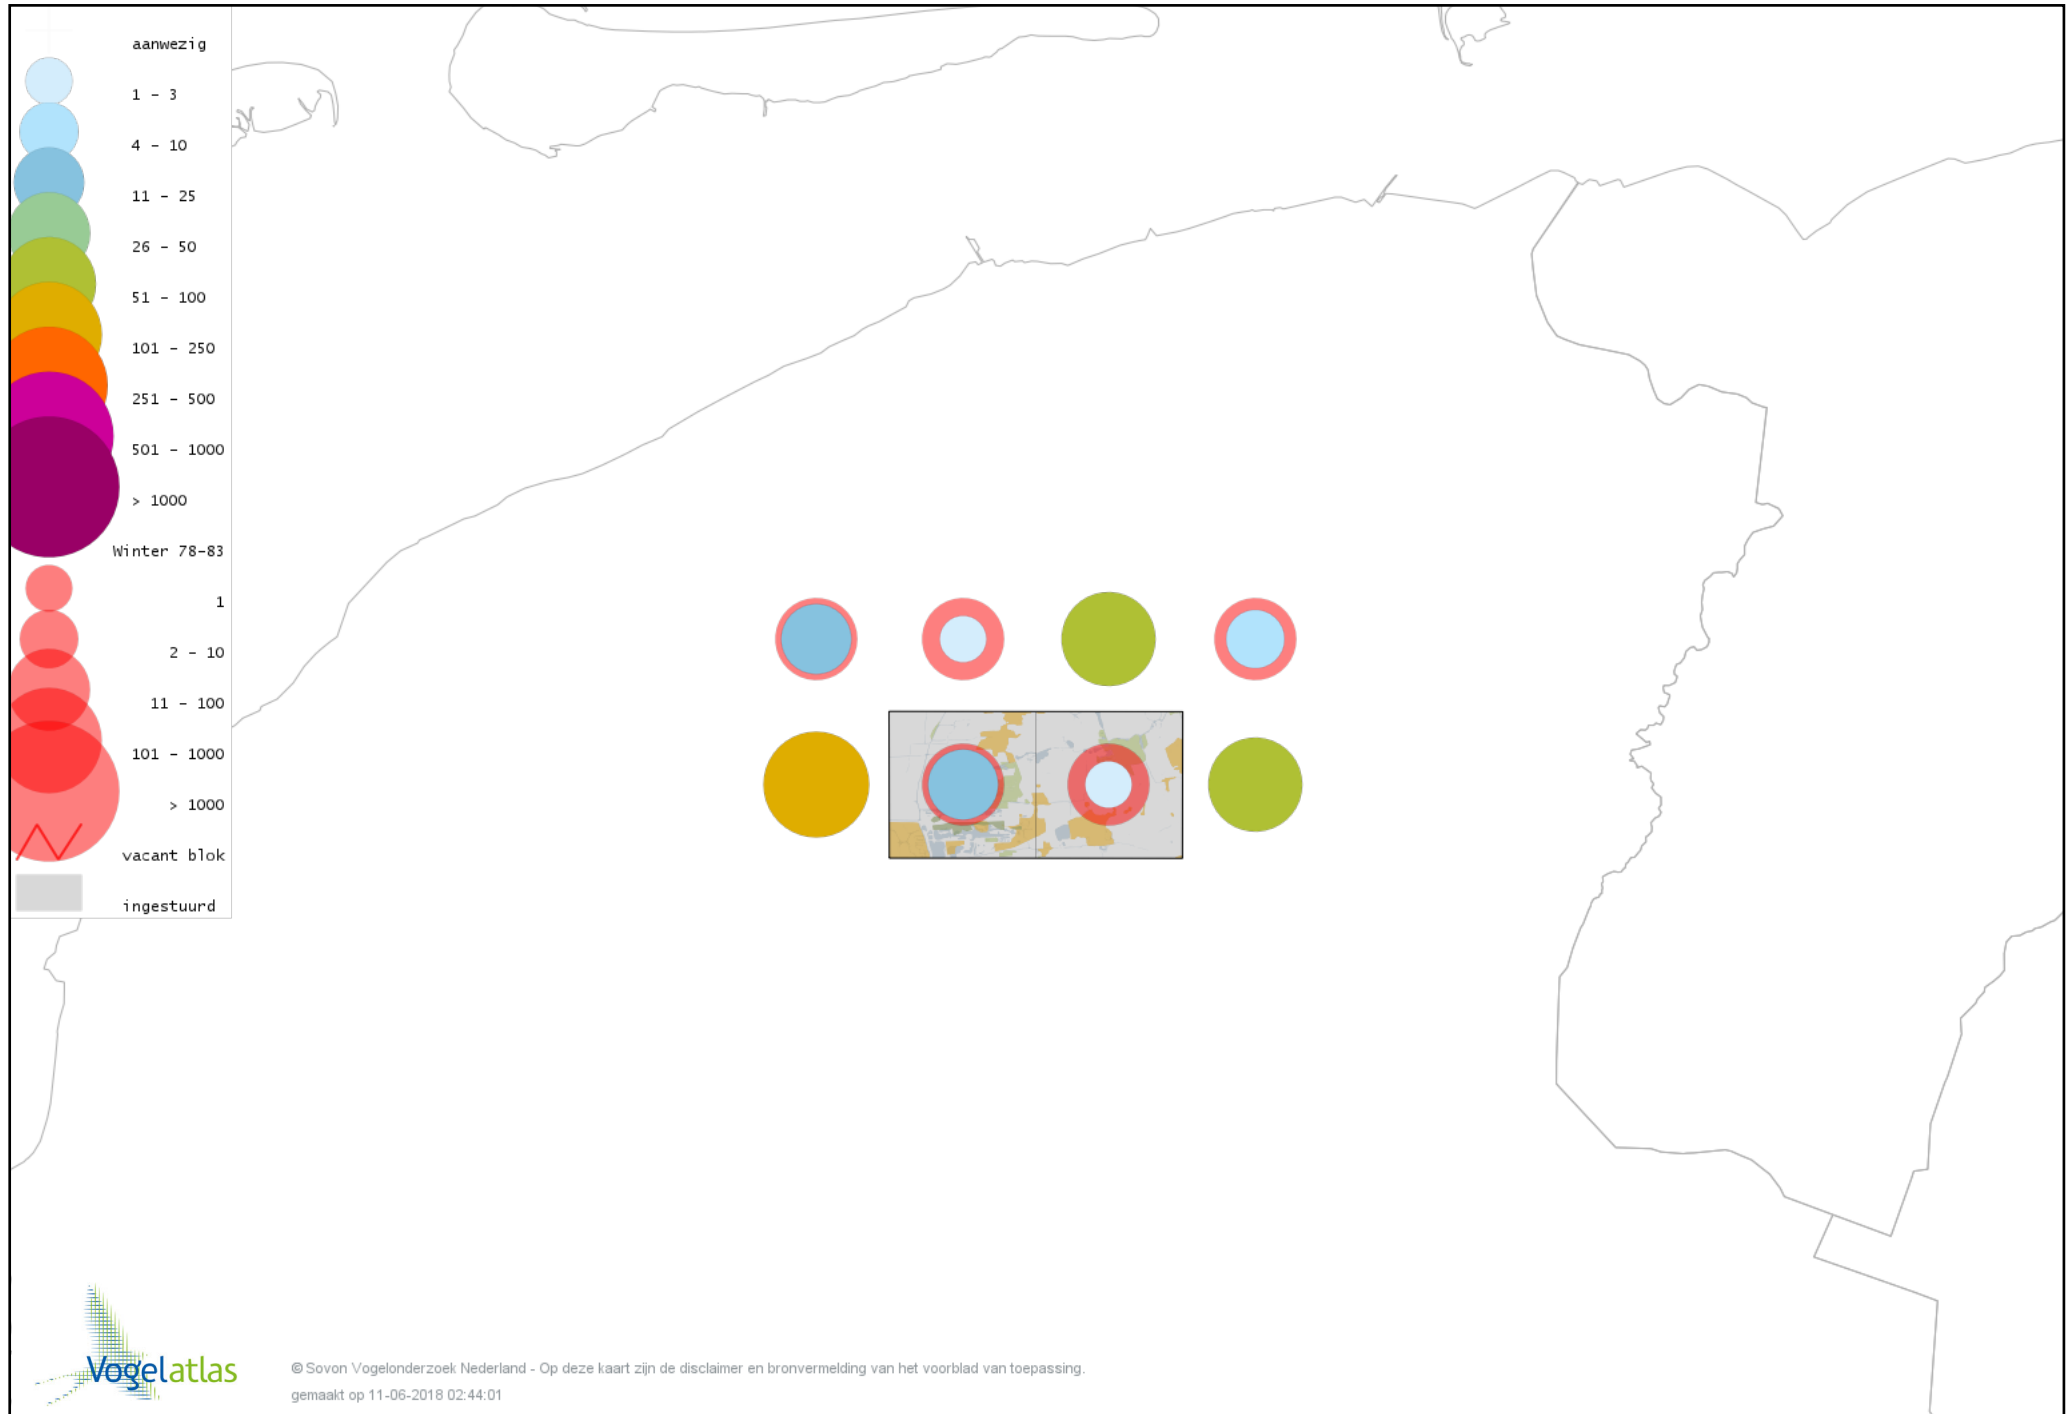 aanwezig
1 - 3
4 - 10
11 - 25
26 - 50
51 - 100
101 - 250
251 - 500
501 - 1000
> 1000
Winter 78-83
1
2 - 10
11 - 100
101 - 1000
> 1000
vacant blok
ingestuurd
Vogelatlas
© Sovon Vogelonderzoek Nederland - Op deze kaart zijn de disclaimer en bronvermelding van het voorblad van toepassing.
gemaakt op 11-06-2018 02:44:01